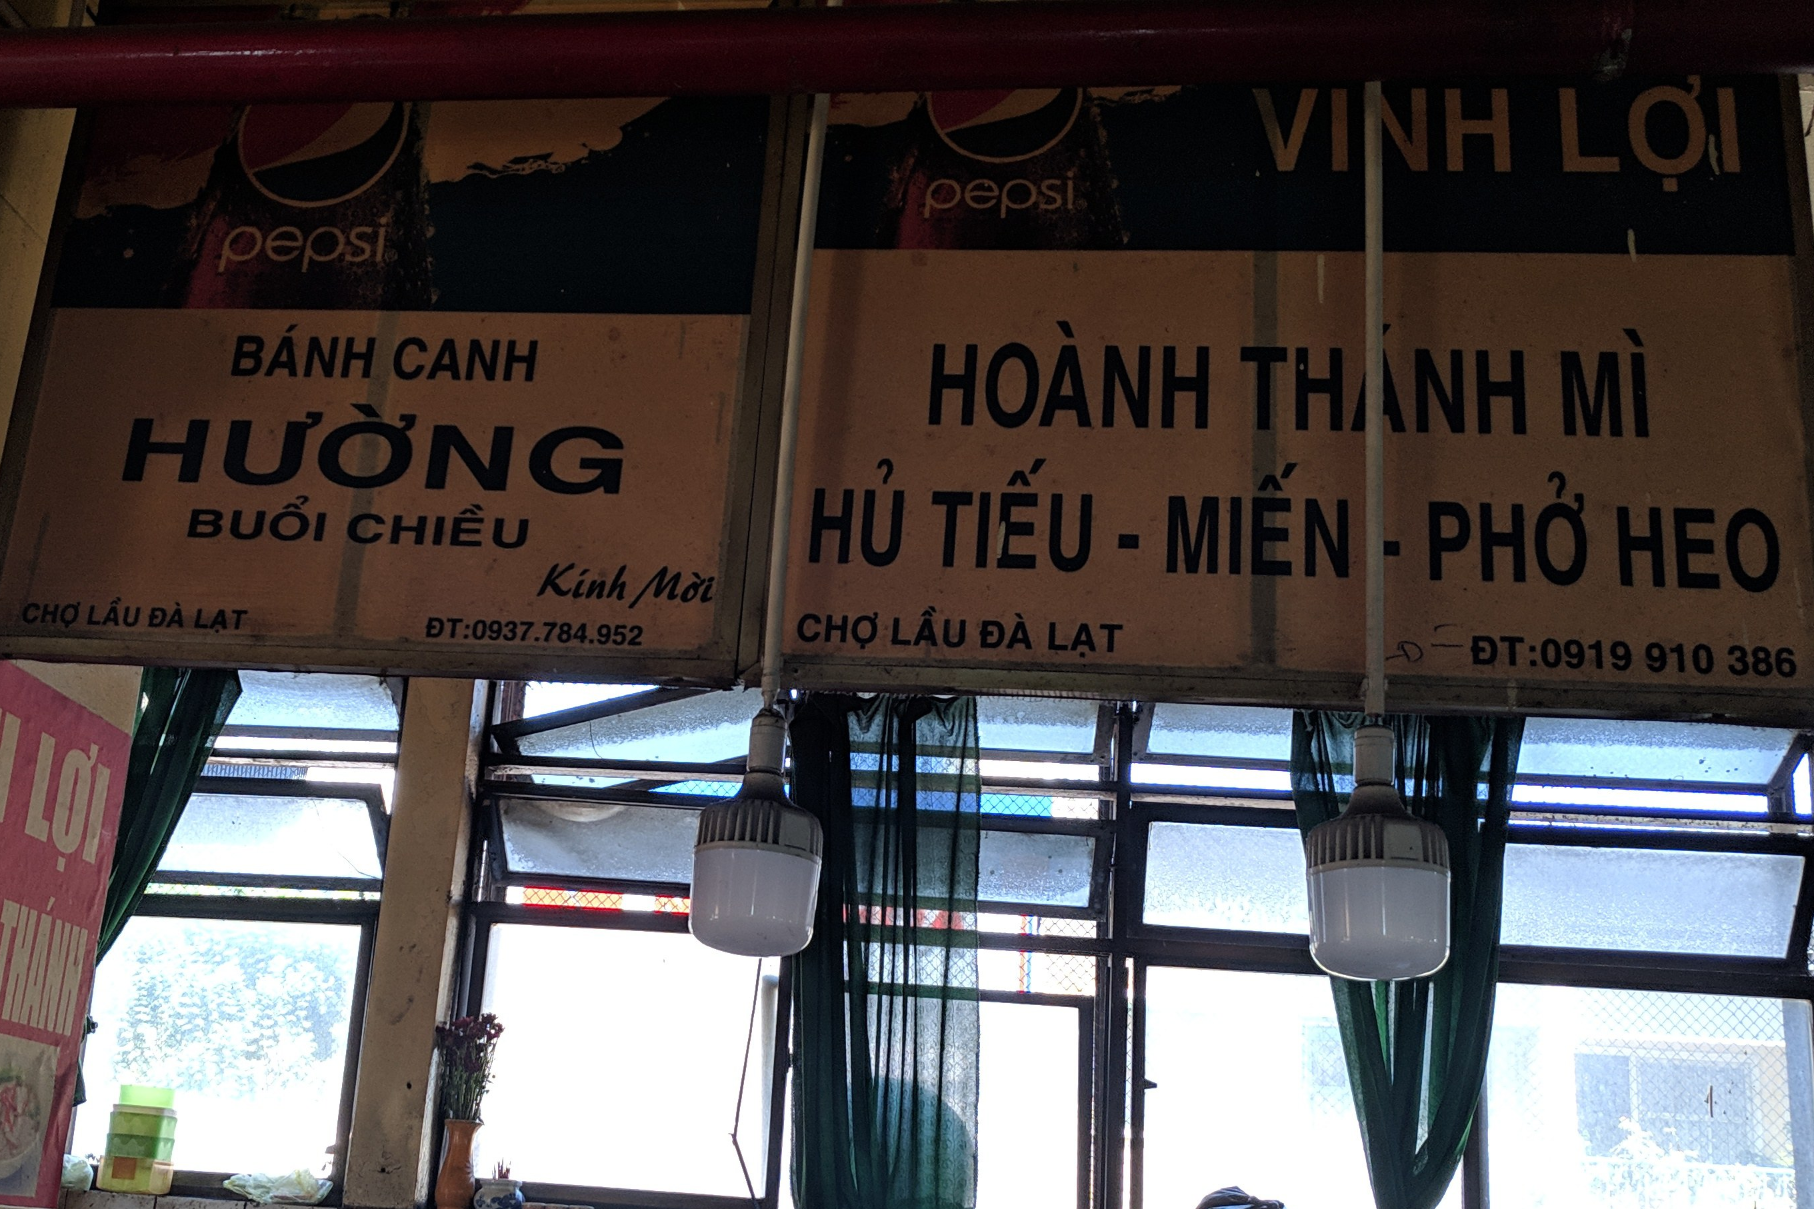 pepsi
BÁNH CANH
HƯỜNG
BUỔI CHIỀU
Kính Mời
CHỢ LẦU ĐÀ LẠT
ĐT:0937.784.952
pepsi
VINH LỢI
HOÀNH THÁNH MÌ
HỦ TIẾU - MIẾN - PHỞ HEO
CHỢ LẦU ĐÀ LẠT
ĐT:0919 910 386
LỢI
THÁNH